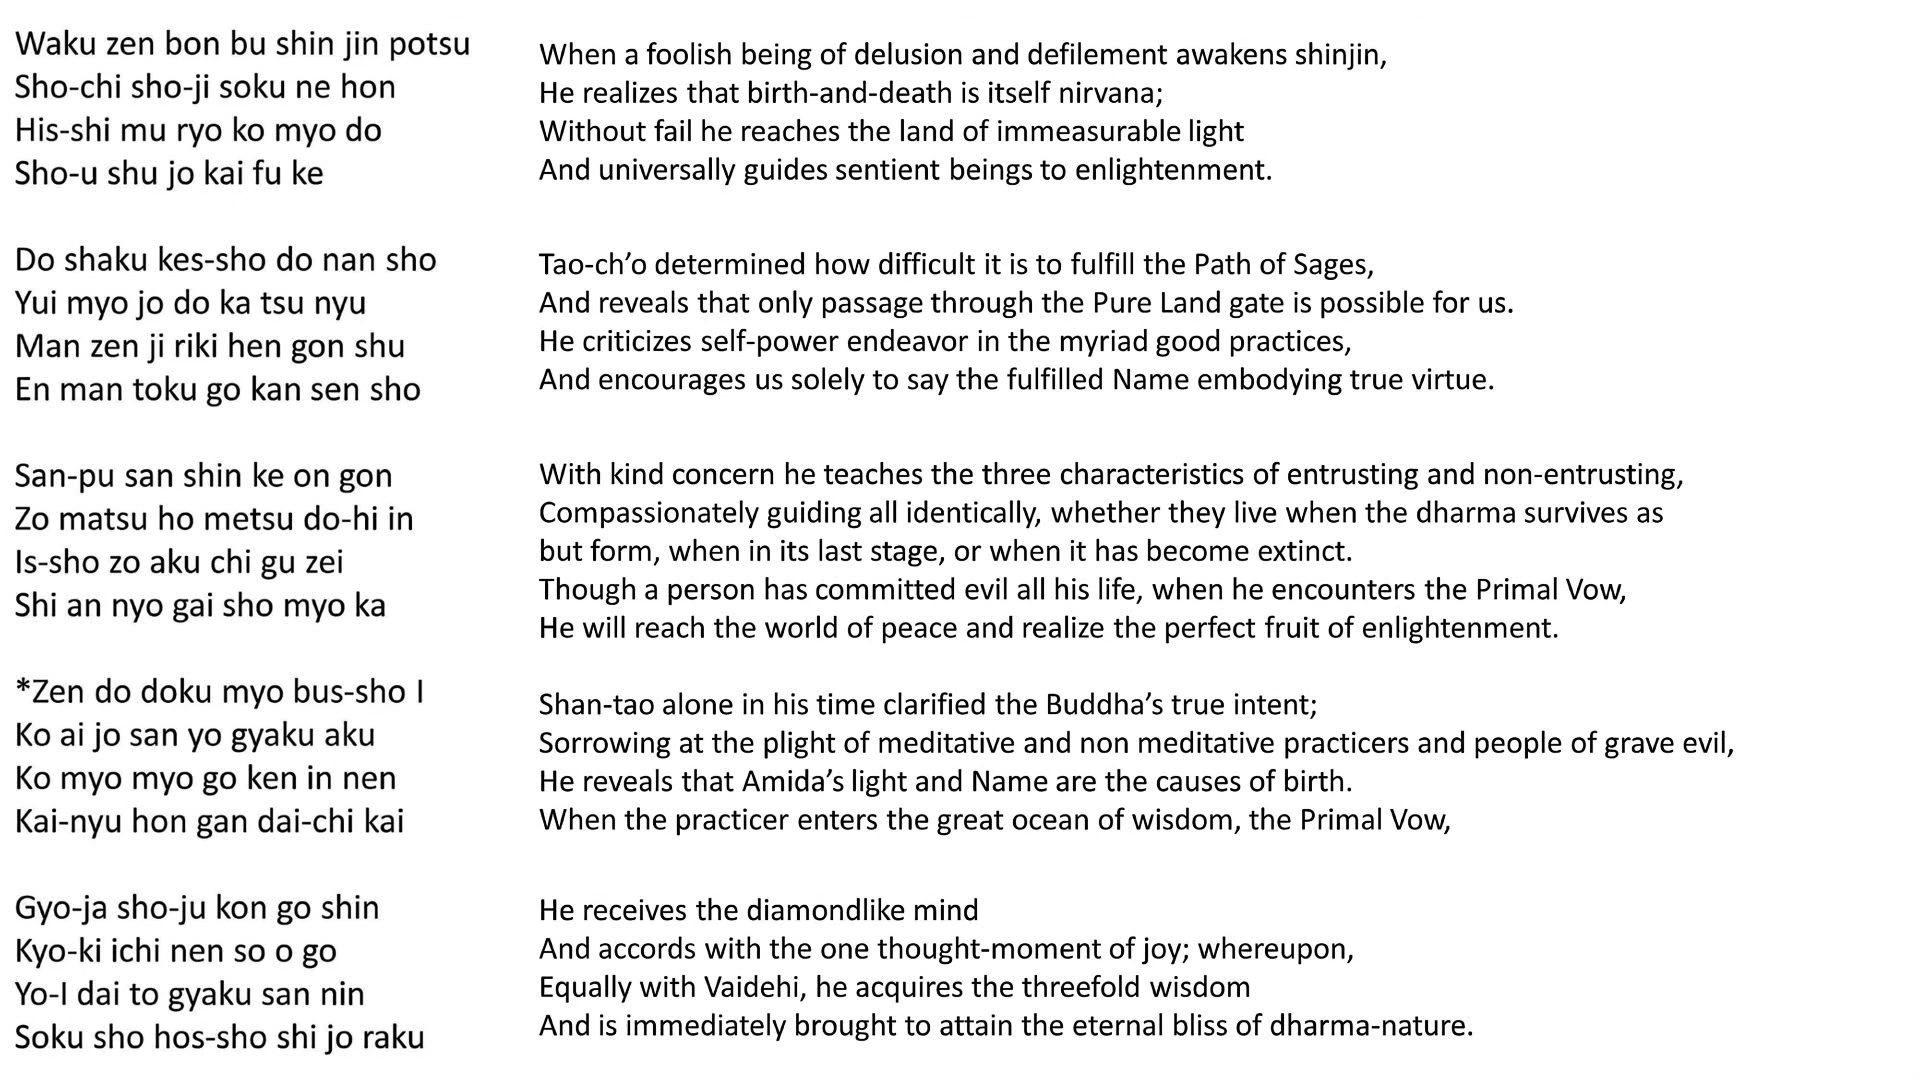 Waku zen bon bu shin jin potsu
Sho-chi sho-ji soku ne hon
His-shi mu ryo ko myo do
Sho-u shu jo kai fu ke
When a foolish being of delusion and defilement awakens shinjin,
He realizes that birth-and-death is itself nirvana;
Without fail he reaches the land of immeasurable light
And universally guides sentient beings to enlightenment.
Do shaku kes-sho do nan sho
Yui myo jo do ka tsu nyu
Man zen ji riki hen gon shu
En man toku go kan sen sho
Tao-ch’o determined how difficult it is to fulfill the Path of Sages,
And reveals that only passage through the Pure Land gate is possible for us.
He criticizes self-power endeavor in the myriad good practices,
And encourages us solely to say the fulfilled Name embodying true virtue.
San-pu san shin ke on gon
Zo matsu ho metsu do-hi in
Is-sho zo aku chi gu zei
Shi an nyo gai sho myo ka
With kind concern he teaches the three characteristics of entrusting and non-entrusting,
Compassionately guiding all identically, whether they live when the dharma survives as
but form, when in its last stage, or when it has become extinct.
Though a person has committed evil all his life, when he encounters the Primal Vow,
He will reach the world of peace and realize the perfect fruit of enlightenment.
*Zen do doku myo bus-sho I
Ko ai jo san yo gyaku aku
Ko myo myo go ken in nen
Kai-nyu hon gan dai-chi kai
Shan-tao alone in his time clarified the Buddha’s true intent;
Sorrowing at the plight of meditative and non meditative practicers and people of grave evil,
He reveals that Amida’s light and Name are the causes of birth.
When the practicer enters the great ocean of wisdom, the Primal Vow,
Gyo-ja sho-ju kon go shin
Kyo-ki ichi nen so o go
Yo-I dai to gyaku san nin
Soku sho hos-sho shi jo raku
He receives the diamondlike mind
And accords with the one thought-moment of joy; whereupon,
Equally with Vaidehi, he acquires the threefold wisdom
And is immediately brought to attain the eternal bliss of dharma-nature.